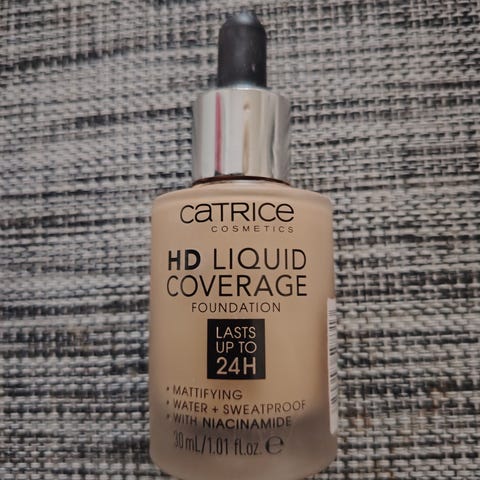 CATRICE
COSMETICS
HD LIQUID
COVERAGE
FOUNDATION
LASTS
UP TO
24H
• MATTIFYING
• WATER + SWEATPROOF
• WITH NIACINAMIDE
30 mL/1.01 fl.oz. ℮